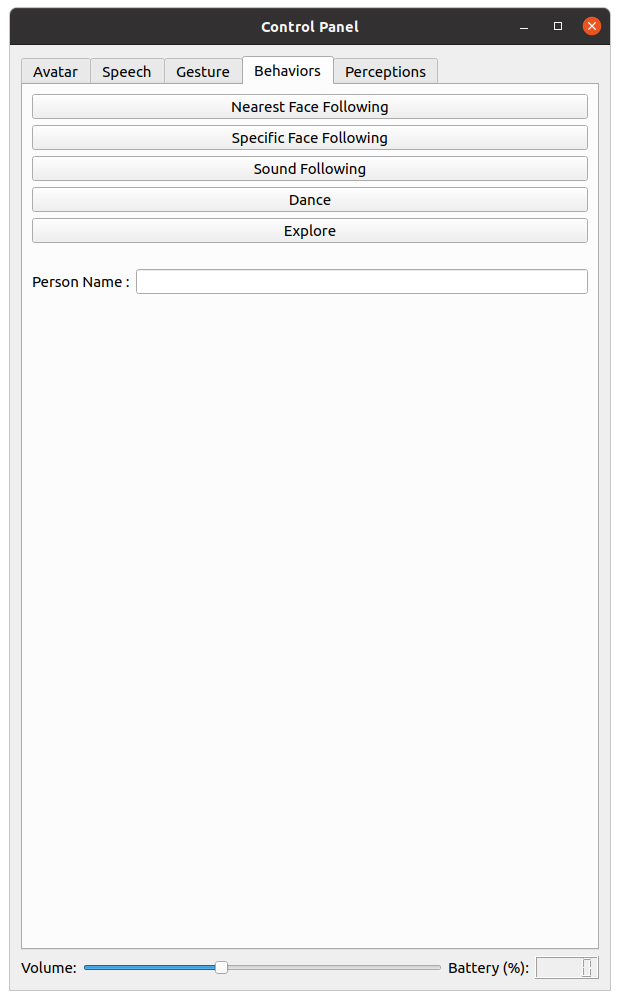 Control Panel
Avatar Speech Gesture Behaviors Perceptions
Nearest Face Following
Specific Face Following
Sound Following
Dance
Explore
Person Name :
Volume: Battery (%): 0